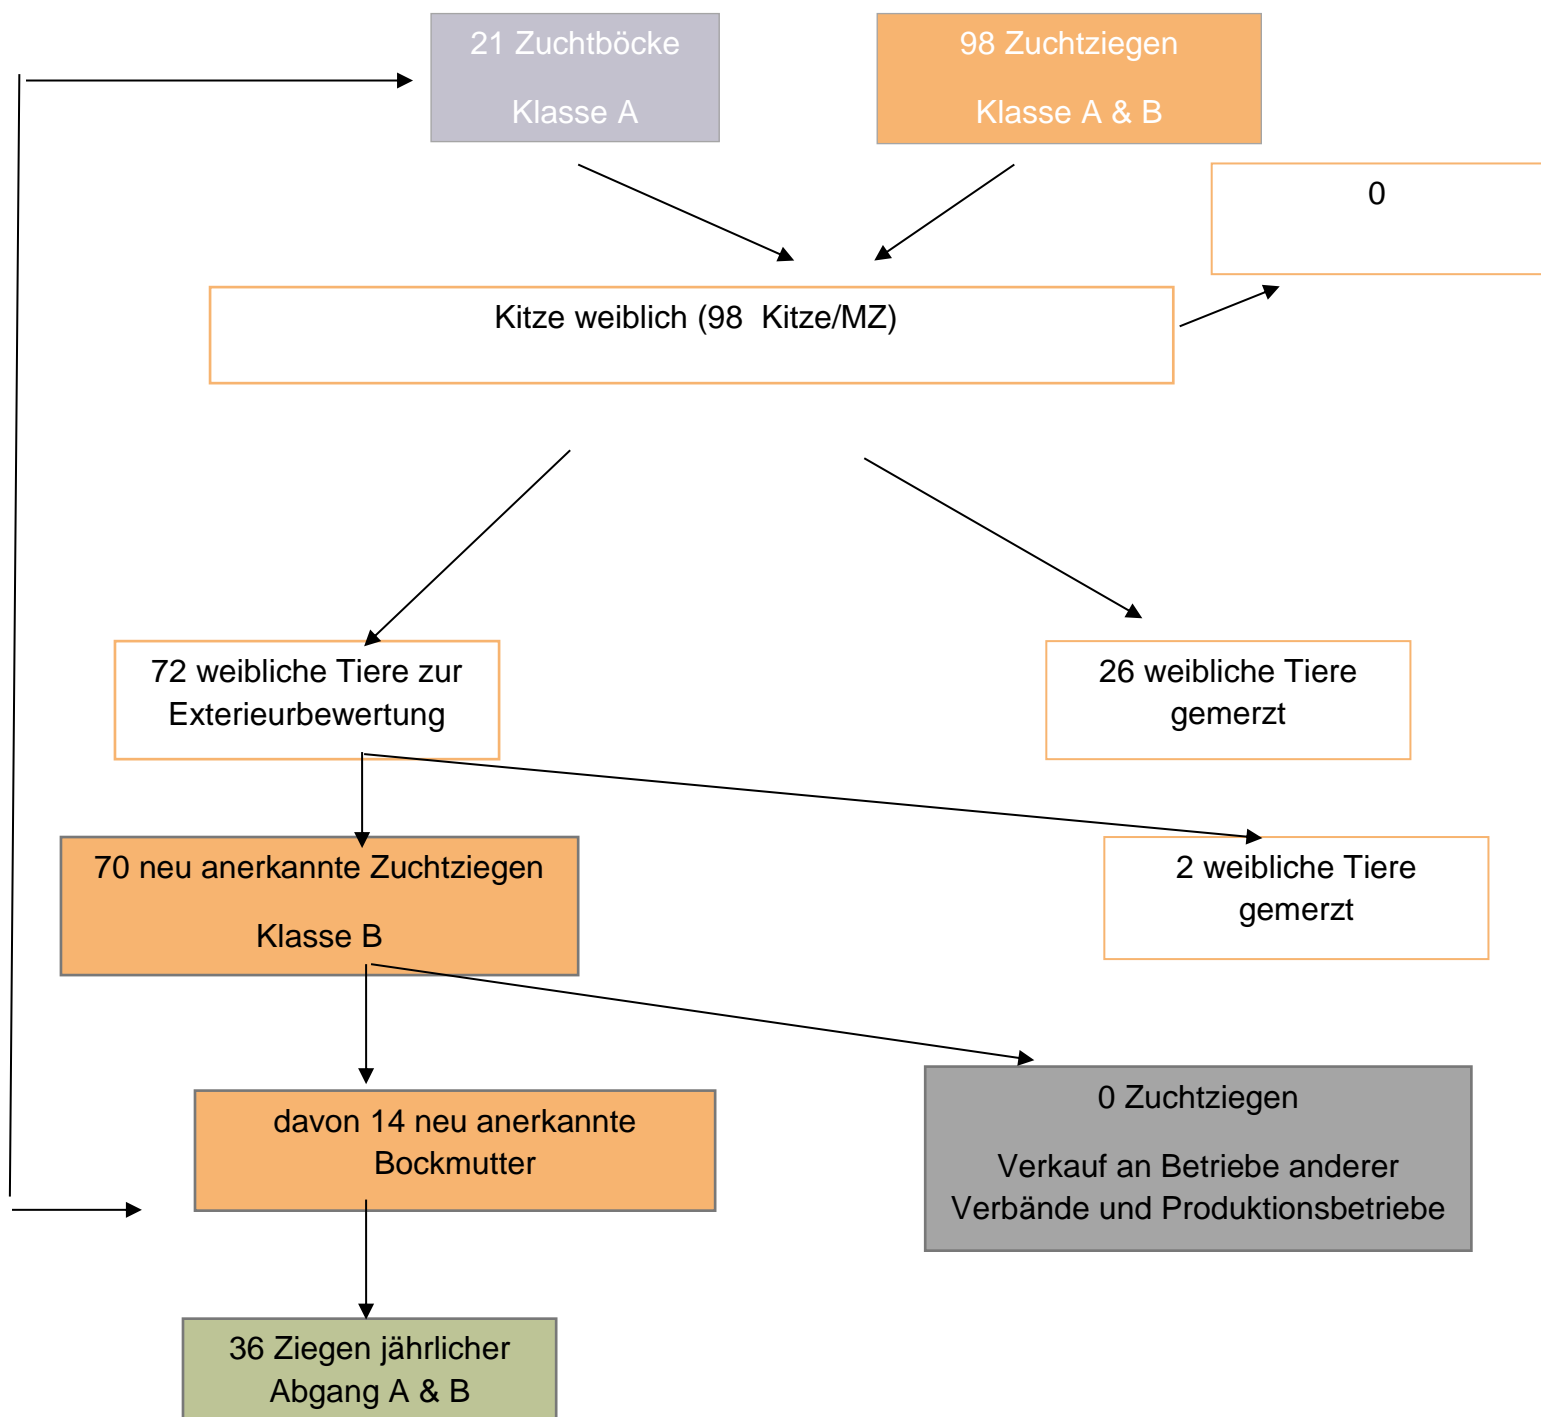 21 Zuchtböcke
Klasse A
98 Zuchtziegen
Klasse A & B
0
Kitze weiblich (98  Kitze/MZ)
72 weibliche Tiere zur
Exterieurbewertung
26 weibliche Tiere
gemerzt
70 neu anerkannte Zuchtziegen
Klasse B
2 weibliche Tiere
gemerzt
davon 14 neu anerkannte
Bockmutter
0 Zuchtziegen
Verkauf an Betriebe anderer
Verbände und Produktionsbetriebe
36 Ziegen jährlicher
Abgang A & B